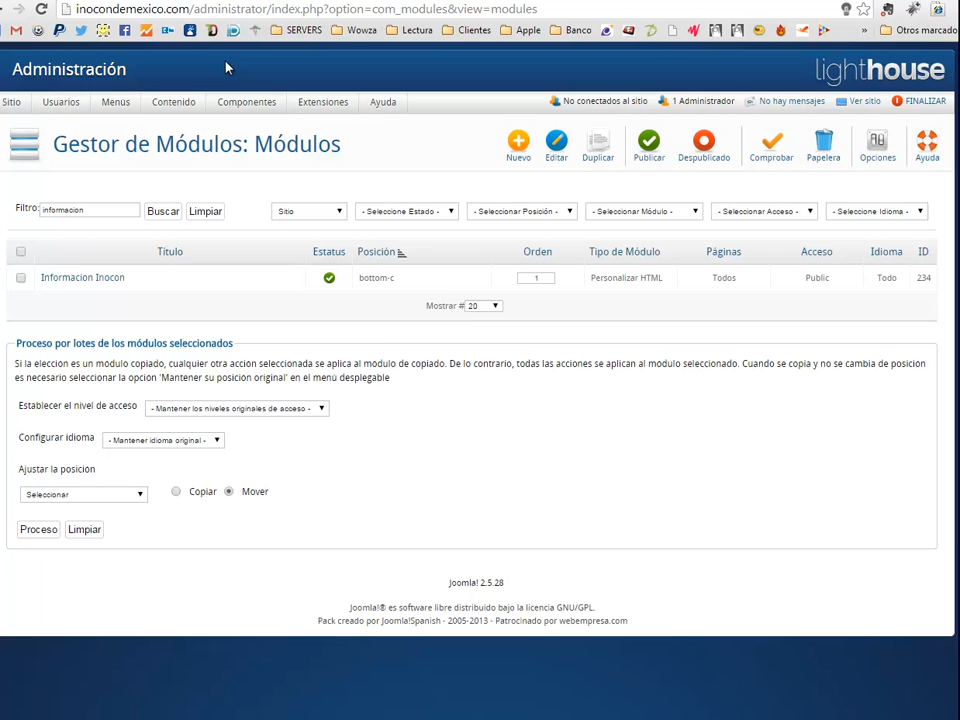 inocondemexico.com/administrator/index.php?option=com_modules&view=modules
SERVERS Wowza Lectura Clientes Apple Banco » Otros marcado
Administración lighthouse
Sitio Usuarios Menús Contenido Componentes Extensiones Ayuda No conectados al sitio 1 Administrador No hay mensajes Ver sitio FINALIZAR
Gestor de Módulos: Módulos
Nuevo Editar Duplicar Publicar Despublicado Comprobar Papelera Opciones Ayuda
Filtro: informacion Buscar Limpiar Sitio - Seleccione Estado - - Seleccionar Posición - - Seleccionar Módulo - - Seleccionar Acceso - - Seleccione Idioma -
Título Estatus Posición Orden Tipo de Módulo Páginas Acceso Idioma ID
Informacion Inocon bottom-c 1 Personalizar HTML Todos Public Todo 234
Mostrar # 20
Proceso por lotes de los módulos seleccionados
Si la eleccion es un modulo copiado, cualquier otra acción seleccionada se aplica al módulo de copiado. De lo contrario, todas las acciones se aplican al módulo seleccionado. Cuando se copia y no se cambia de posición
es necesario seleccionar la opcion 'Mantener su posición original' en el menú desplegable
Establecer el nivel de acceso - Mantener los niveles originales de acceso -
Configurar idioma - Mantener idioma original -
Ajustar la posición
Seleccionar Copiar Mover
Proceso Limpiar
Joomla! 2.5.28
Joomla!® es software libre distribuido bajo la licencia GNU/GPL.
Pack creado por Joomla!Spanish - 2005-2013 - Patrocinado por webempresa.com